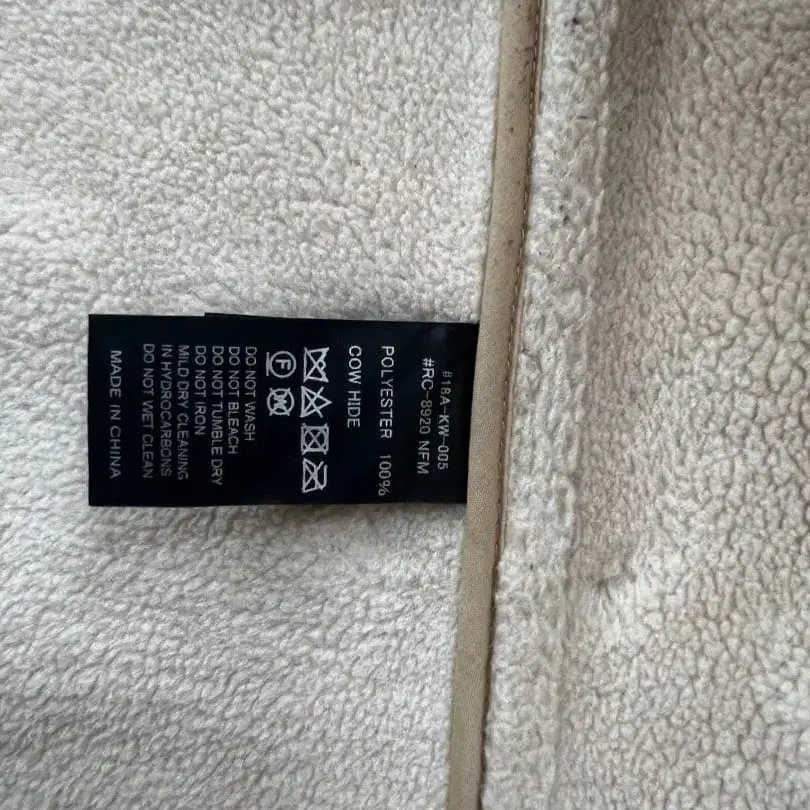 #18A-KW-005
#RC-8920 NFM
POLYESTER 100%
COW HIDE
F
W
DO NOT WASH
DO NOT BLEACH
DO NOT TUMBLE DRY
DO NOT IRON
MILD DRY CLEANING
IN HYDROCARBONS
DO NOT WET CLEAN
MADE IN CHINA